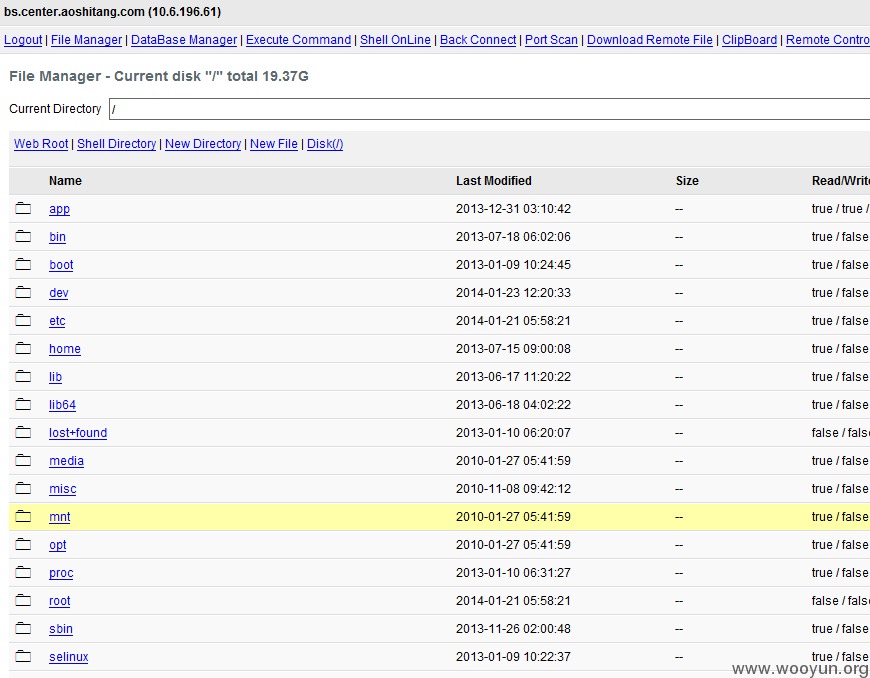 bs.center.aoshitang.com (10.6.196.61)
Logout | File Manager | DataBase Manager | Execute Command | Shell OnLine | Back Connect | Port Scan | Download Remote File | ClipBoard | Remote Contro
File Manager - Current disk "/" total 19.37G
Current Directory /
Web Root | Shell Directory | New Directory | New File | Disk(/)
Name Last Modified Size Read/Write
app 2013-12-31 03:10:42 -- true / true /
bin 2013-07-18 06:02:06 -- true / false
boot 2013-01-09 10:24:45 -- true / false
dev 2014-01-23 12:20:33 -- true / false
etc 2014-01-21 05:58:21 -- true / false
home 2013-07-15 09:00:08 -- true / false
lib 2013-06-17 11:20:22 -- true / false
lib64 2013-06-18 04:02:22 -- true / false
lost+found 2013-01-10 06:20:07 -- false / false
media 2010-01-27 05:41:59 -- true / false
misc 2010-11-08 09:42:12 -- true / false
mnt 2010-01-27 05:41:59 -- true / false
opt 2010-01-27 05:41:59 -- true / false
proc 2013-01-10 06:31:27 -- true / false
root 2014-01-21 05:58:21 -- false / false
sbin 2013-11-26 02:00:48 -- true / false
selinux 2013-01-09 10:22:37 -- true / false
www.wooyun.org